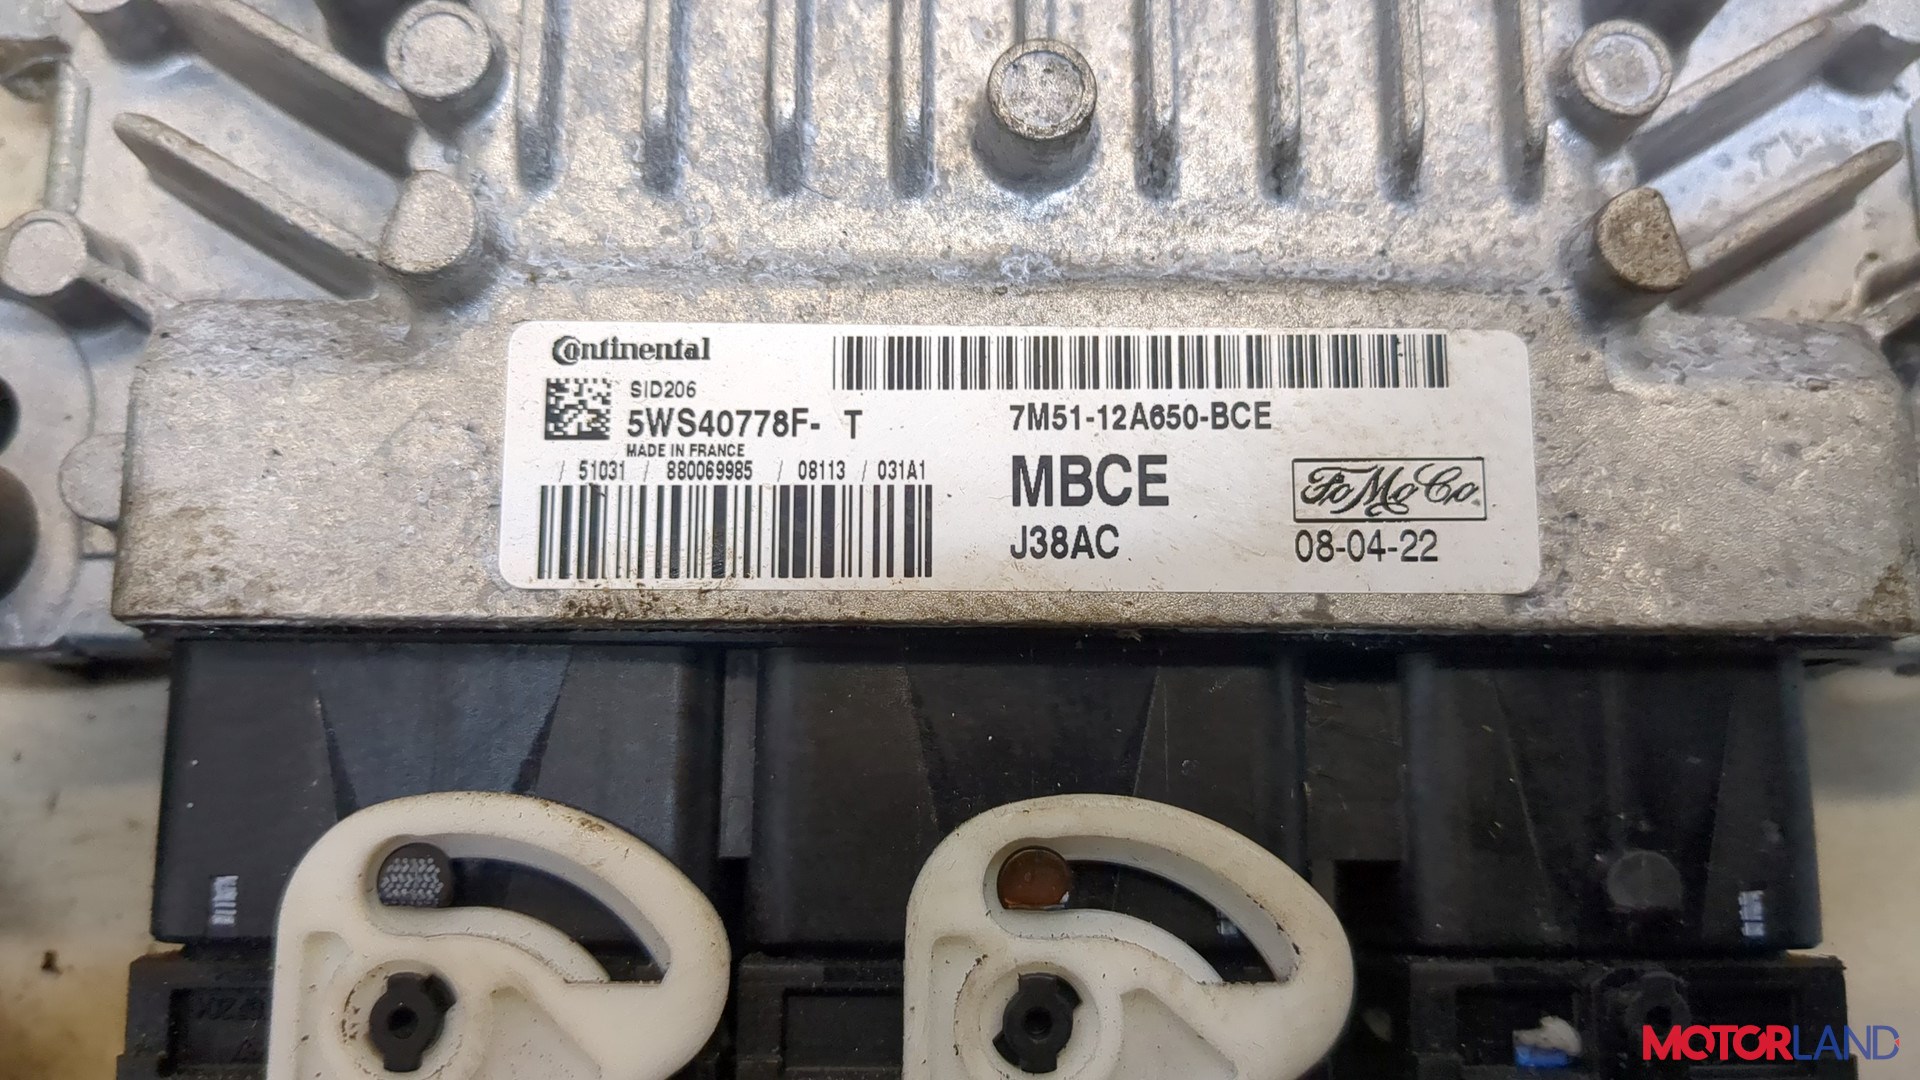 Continental
SID206
5WS40778F- T
MADE IN FRANCE
/ 51031 / 880069985 / 08113 / 031A1
7M51-12A650-BCE
MBCE
J38AC
FoMoCo
08-04-22
MOTORLAND